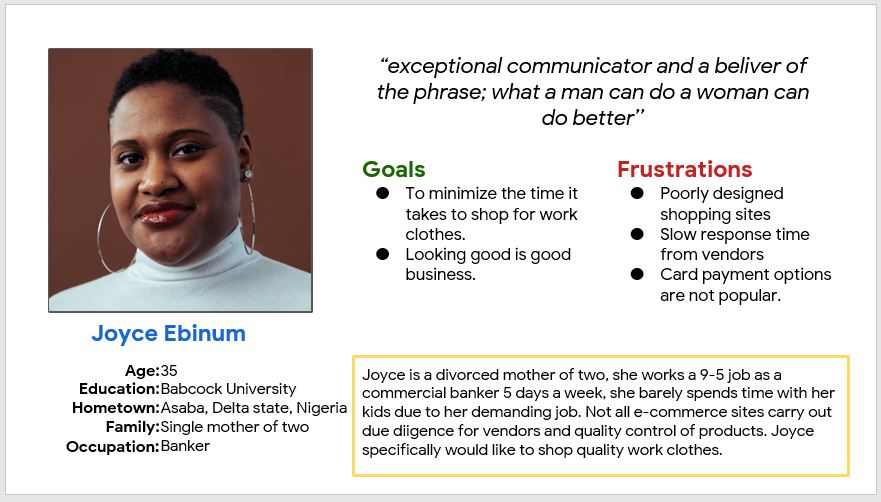 “exceptional communicator and a beliver of
the phrase; what a man can do a woman can
do better’’
Goals
● To minimize the time it
takes to shop for work
clothes.
● Looking good is good
business.
Frustrations
● Poorly designed
shopping sites
● Slow response time
from vendors
● Card payment options
are not popular.
Joyce Ebinum
Age: 35
Education: Babcock University
Hometown: Asaba, Delta state, Nigeria
Family: Single mother of two
Occupation: Banker
Joyce is a divorced mother of two, she works a 9-5 job as a
commercial banker 5 days a week, she barely spends time with her
kids due to her demanding job. Not all e-commerce sites carry out
due diigence for vendors and quality control of products. Joyce
specifically would like to shop quality work clothes.